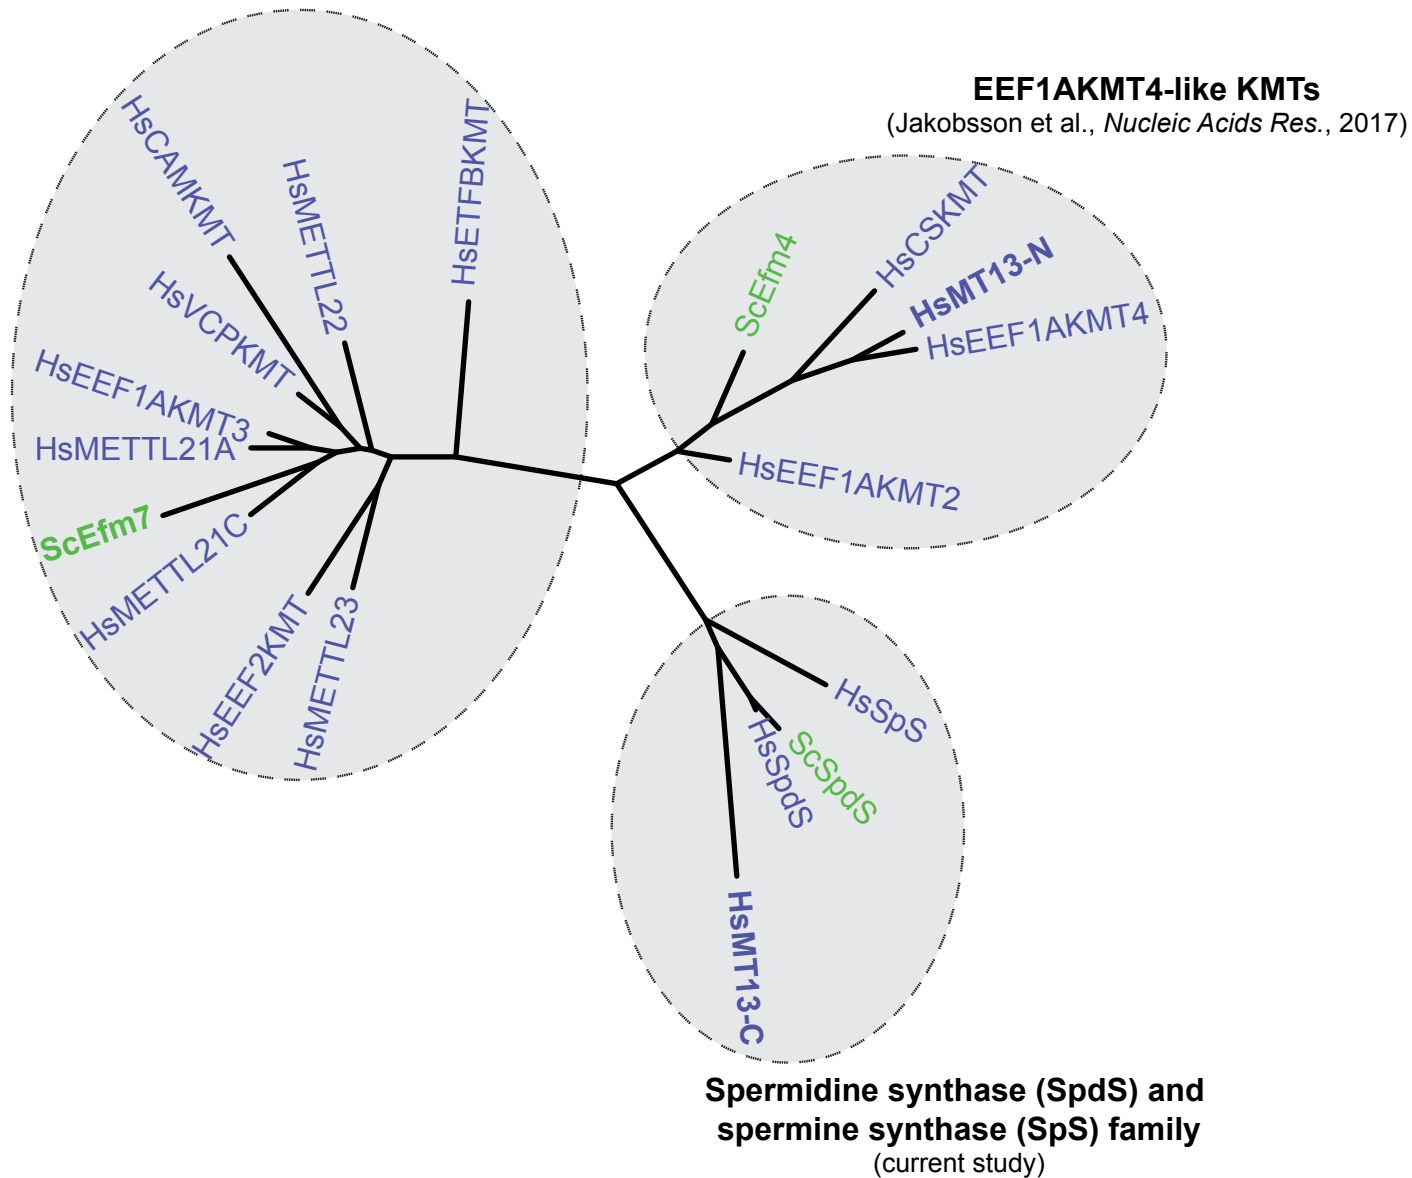 EEF1AKMT4-like KMTs
(Jakobsson et al., Nucleic Acids Res., 2017)
HsCAMKMT
HsMETTL22
HsETFBKMT
HsVCPKMT
HsEEF1AKMT3
HsMETTL21A
ScEfm7
HsMETTL21C
HsEEF2KMT
HsMETTL23
ScEfm4
HsCSKMT
HsMT13-N
HsEEF1AKMT4
HsEEF1AKMT2
HsSpS
ScSpdS
HsSpdS
HsMT13-C
Spermidine synthase (SpdS) and
spermine synthase (SpS) family
(current study)